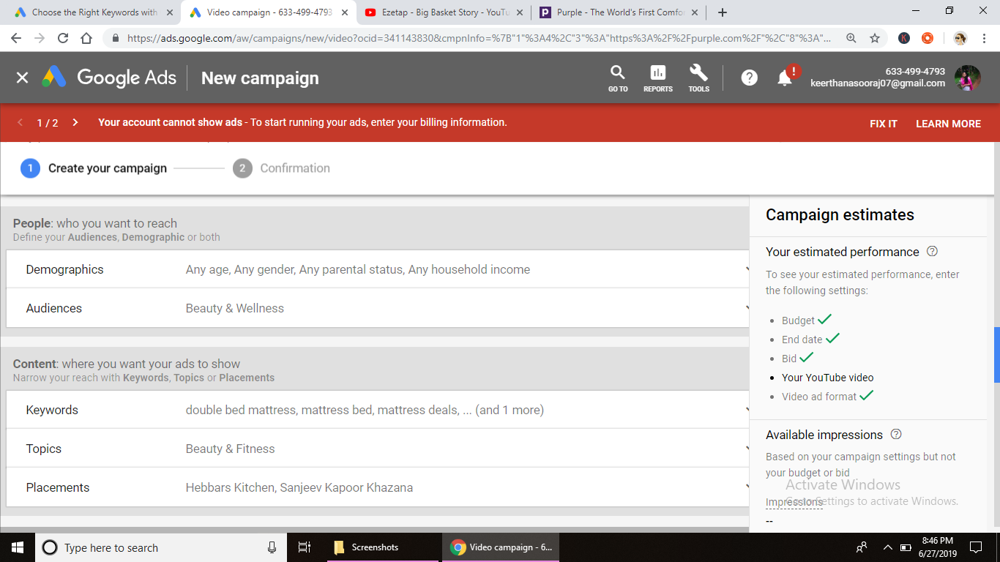 Choose the Right Keywords with
Video campaign - 633-499-4793
Ezetap - Big Basket Story - YouTu
Purple - The World's First Comfo
https://ads.google.com/aw/campaigns/new/video?ocid=341143830&cmpnInfo=%7B"1"%3A4%2C"3"%3A"https%3A%2F%2Fpurple.com%2F"%2C"8"%3A"...
Google Ads
New campaign
GO TO
REPORTS
TOOLS
633-499-4793
keerthanasooraj07@gmail.com
1 / 2
Your account cannot show ads - To start running your ads, enter your billing information.
FIX IT
LEARN MORE
1 Create your campaign
2 Confirmation
People: who you want to reach
Define your Audiences, Demographic or both
Demographics
Any age, Any gender, Any parental status, Any household income
Audiences
Beauty & Wellness
Content: where you want your ads to show
Narrow your reach with Keywords, Topics or Placements
Keywords
double bed mattress, mattress bed, mattress deals, ... (and 1 more)
Topics
Beauty & Fitness
Placements
Hebbars Kitchen, Sanjeev Kapoor Khazana
Campaign estimates
Your estimated performance
To see your estimated performance, enter
the following settings:
Budget
End date
Bid
Your YouTube video
Video ad format
Available impressions
Based on your campaign settings but not
your budget or bid
Activate Windows
Go to Settings to activate Windows.
Impressions
--
Type here to search
Screenshots
Video campaign - 6...
8:46 PM
6/27/2019